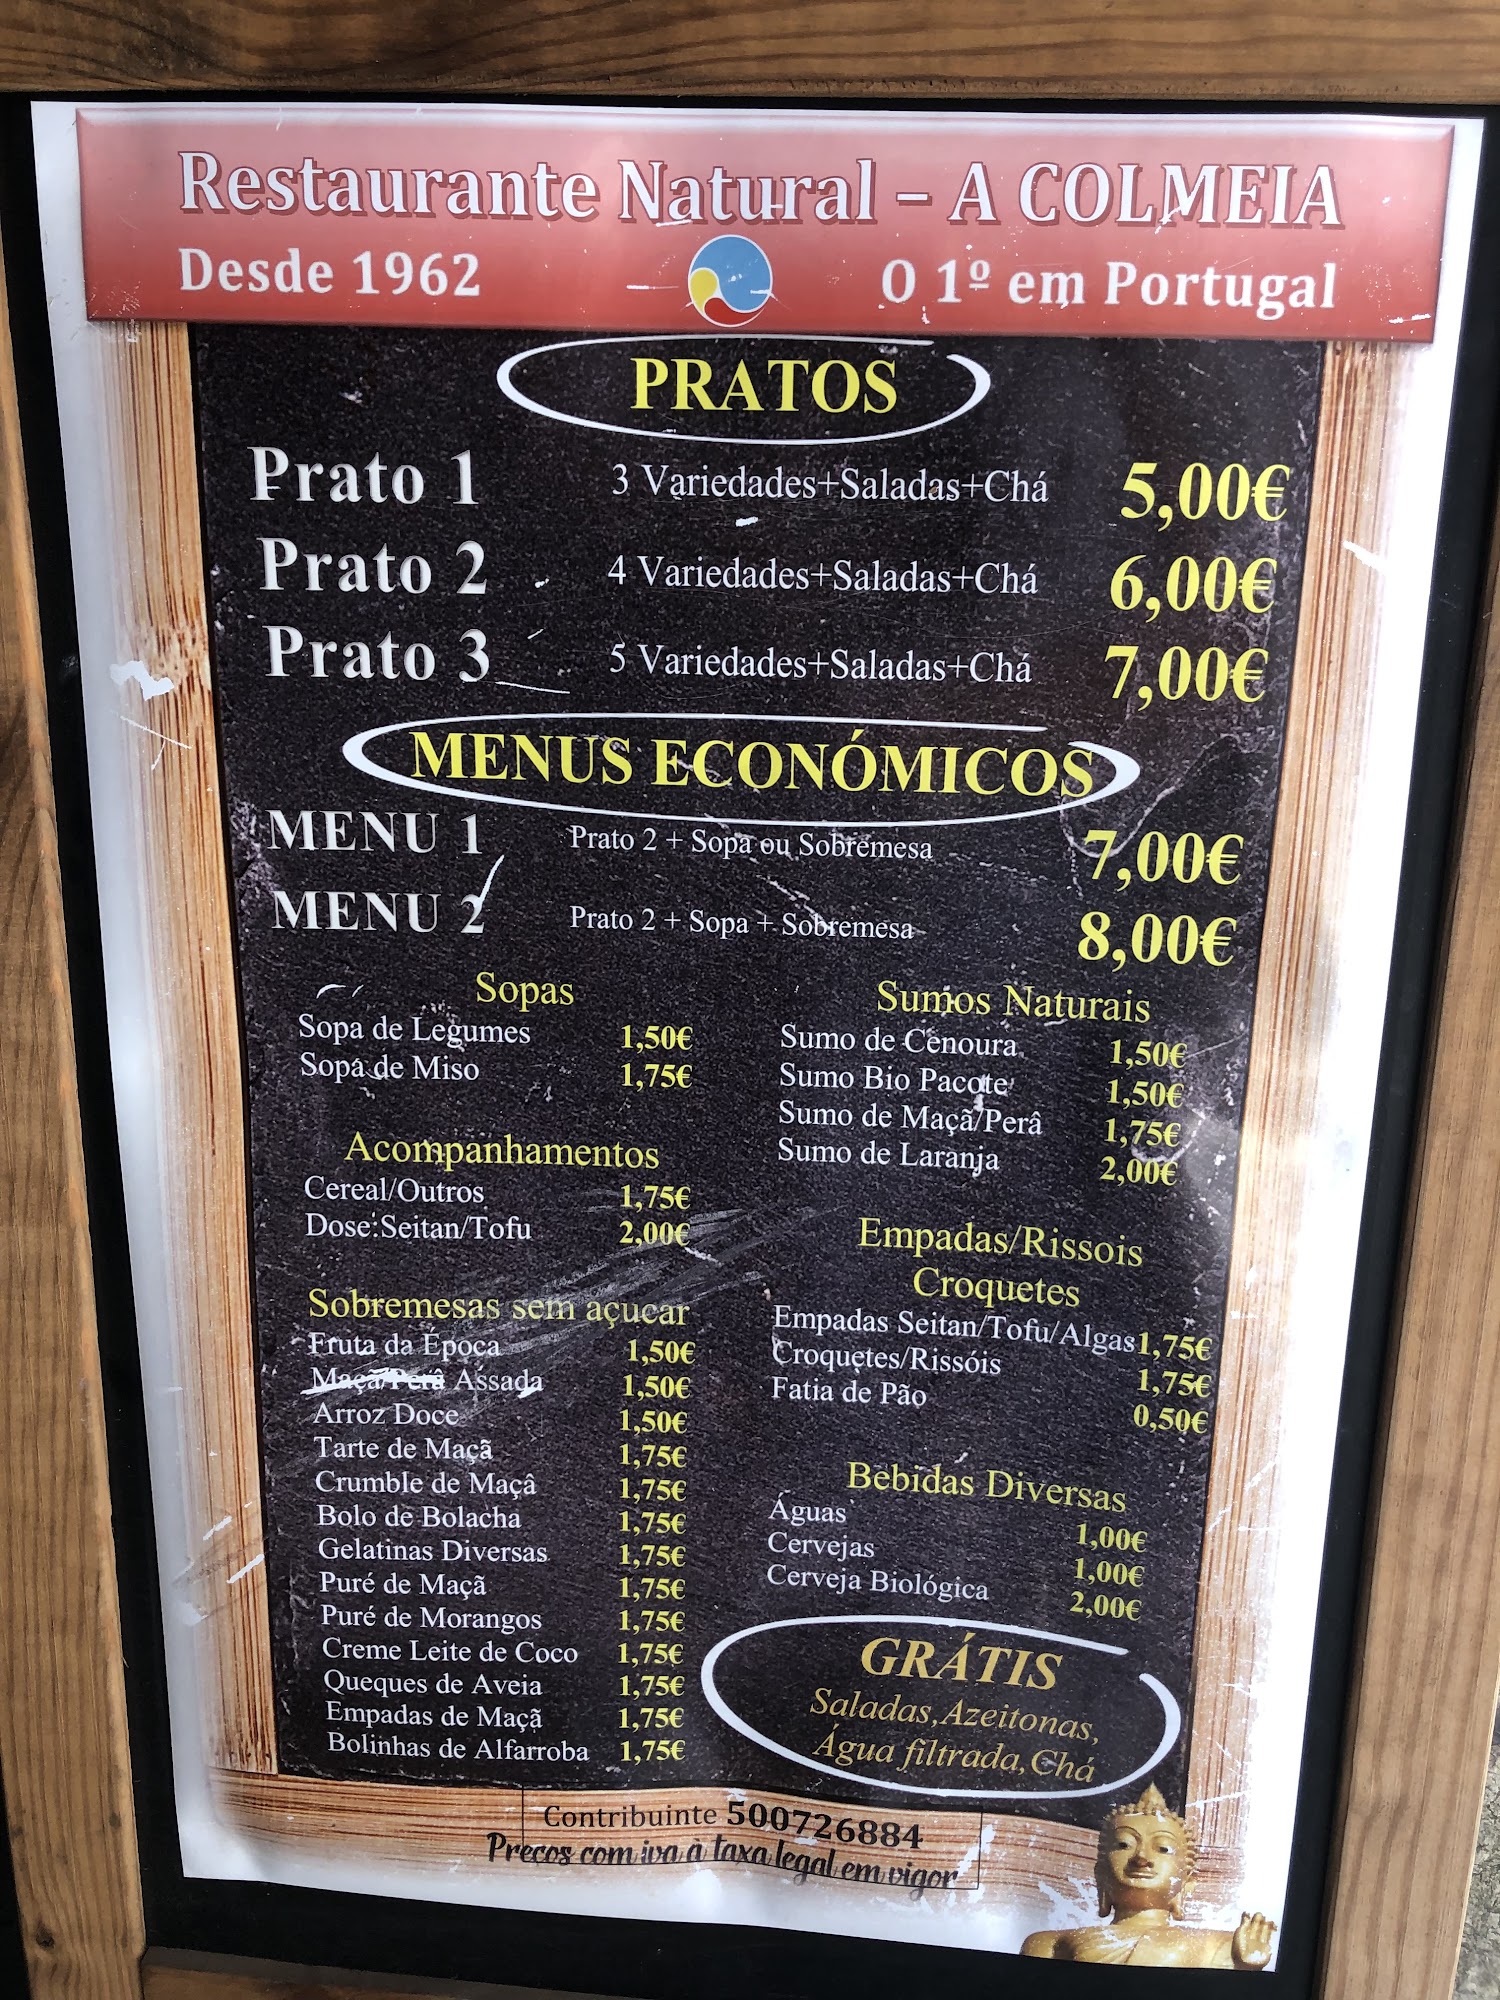 Restaurante Natural – A COLMEIA
Desde 1962 O 1º em Portugal
PRATOS
Prato 1 3 Variedades+Saladas+Chá 5,00€
Prato 2 4 Variedades+Saladas+Chá 6,00€
Prato 3 5 Variedades+Saladas+Chá 7,00€
MENUS ECONÓMICOS
MENU 1 Prato 2 + Sopa ou Sobremesa 7,00€
MENU 2 Prato 2 + Sopa + Sobremesa 8,00€
Sopas
Sopa de Legumes 1,50€
Sopa de Miso 1,75€
Acompanhamentos
Cereal/Outros 1,75€
Dose:Seitan/Tofu 2,00€
Sobremesas sem açucar
Fruta da Época 1,50€
Maçã/Perâ Assada 1,50€
Arroz Doce 1,50€
Tarte de Maçã 1,75€
Crumble de Maçâ 1,75€
Bolo de Bolacha 1,75€
Gelatinas Diversas 1,75€
Puré de Maçã 1,75€
Puré de Morangos 1,75€
Creme Leite de Coco 1,75€
Queques de Aveia 1,75€
Empadas de Maçã 1,75€
Bolinhas de Alfarroba 1,75€
Sumos Naturais
Sumo de Cenoura 1,50€
Sumo Bio Pacote 1,50€
Sumo de Maçã/Perâ 1,75€
Sumo de Laranja 2,00€
Empadas/Rissois
Croquetes
Empadas Seitan/Tofu/Algas 1,75€
Croquetes/Rissóis 1,75€
Fatia de Pão 0,50€
Bebidas Diversas
Águas 1,00€
Cervejas 1,00€
Cerveja Biológica 2,00€
GRÁTIS
Saladas,Azeitonas,
Água filtrada,Chá
Contribuinte 500726884
Preços com iva à taxa legal em vigor